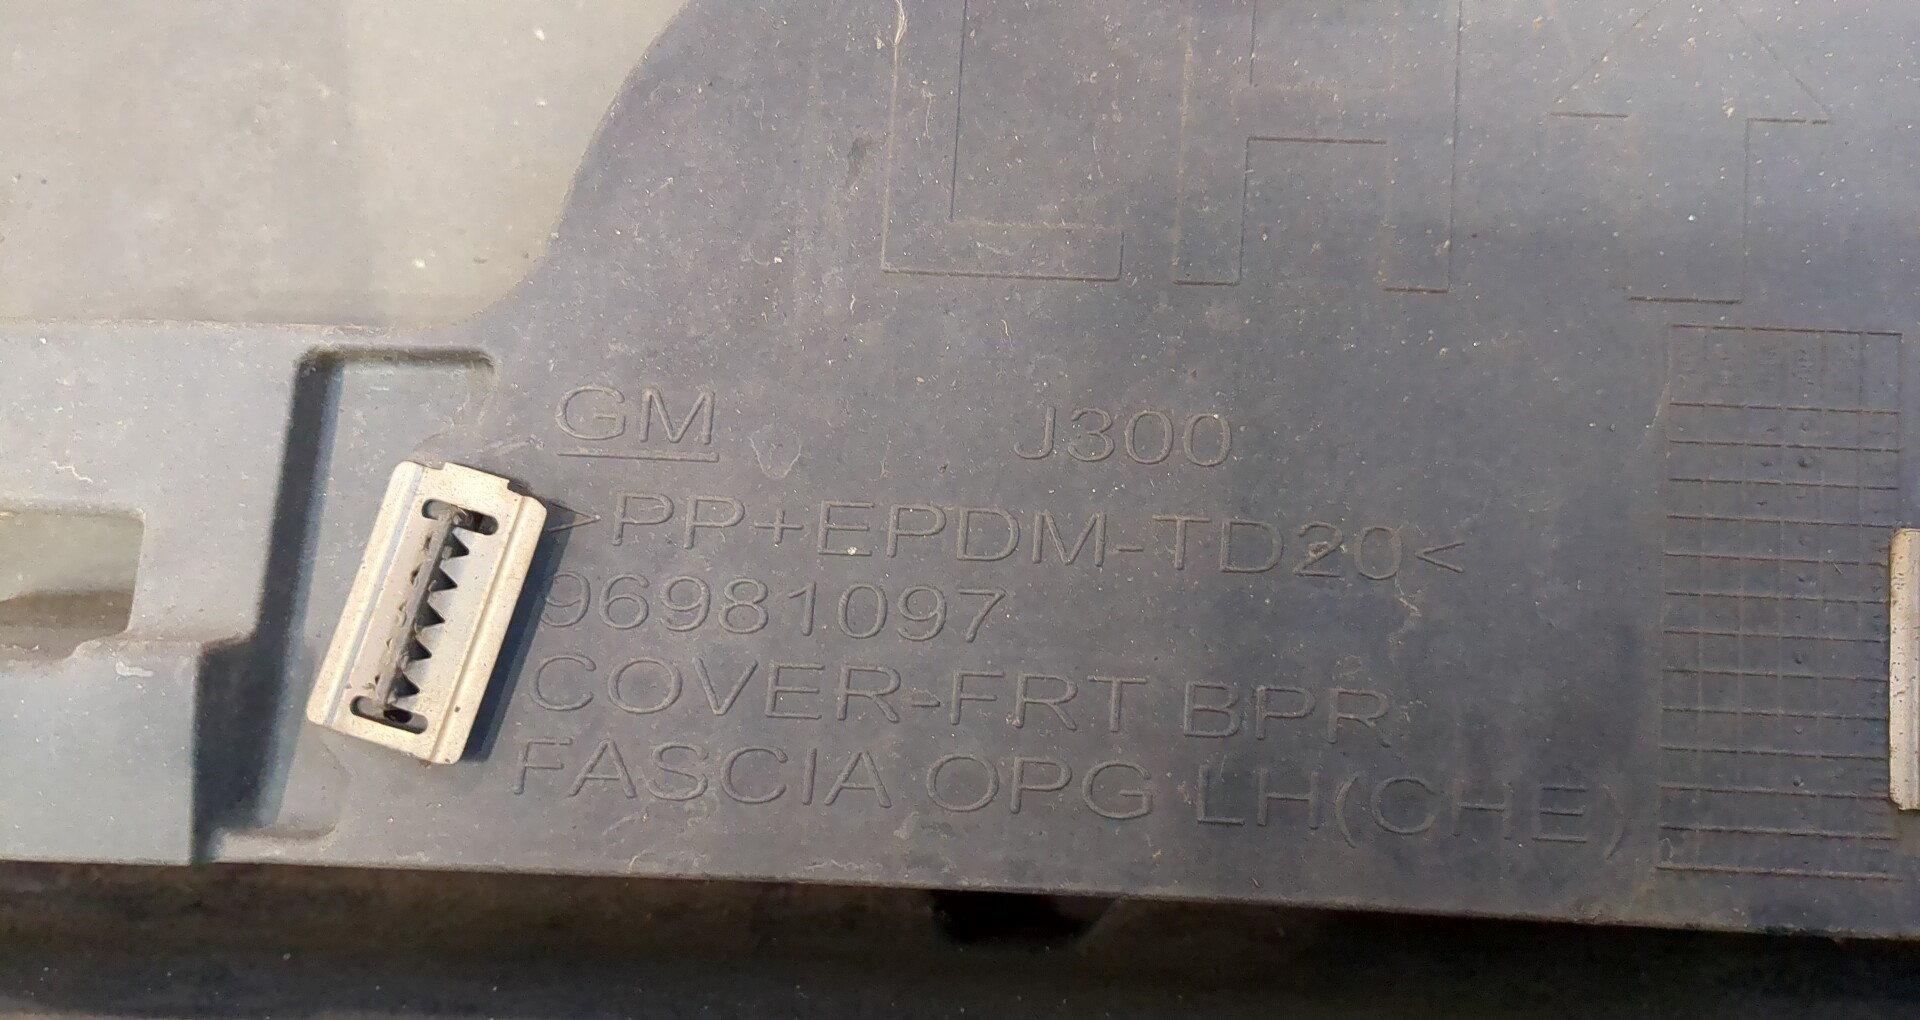 LH
GM J300
>PP+EPDM-TD20<
96981097
COVER-FRT BPR
FASCIA OPG LH(CHE)